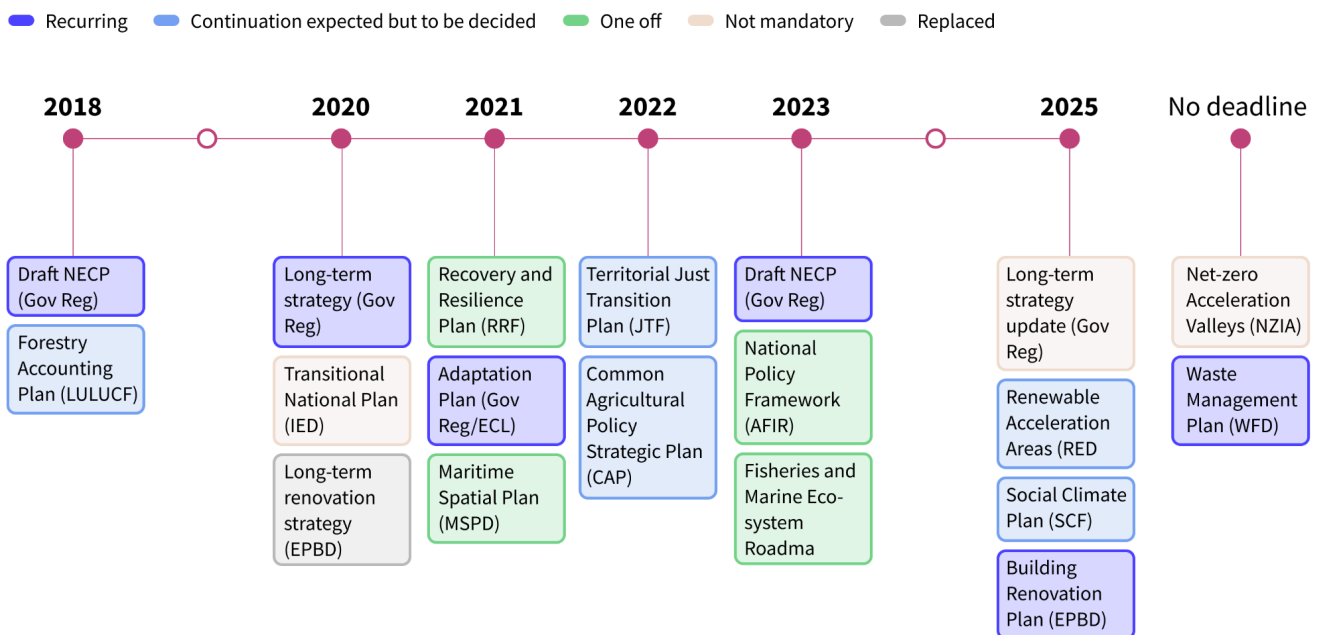 Recurring
Continuation expected but to be decided
One off
Not mandatory
Replaced
2018
2020
2021
2022
2023
2025
No deadline
Draft NECP
(Gov Reg)
Forestry
Accounting
Plan (LULUCF)
Long-term
strategy (Gov
Reg)
Transitional
National Plan
(IED)
Long-term
renovation
strategy
(EPBD)
Recovery and
Resilience
Plan (RRF)
Adaptation
Plan (Gov
Reg/ECL)
Maritime
Spatial Plan
(MSPD)
Territorial Just
Transition
Plan (JTF)
Common
Agricultural
Policy
Strategic Plan
(CAP)
Draft NECP
(Gov Reg)
National
Policy
Framework
(AFIR)
Fisheries and
Marine Eco-
system
Roadma
Long-term
strategy
update (Gov
Reg)
Renewable
Acceleration
Areas (RED
Social Climate
Plan (SCF)
Building
Renovation
Plan (EPBD)
Net-zero
Acceleration
Valleys (NZIA)
Waste
Management
Plan (WFD)